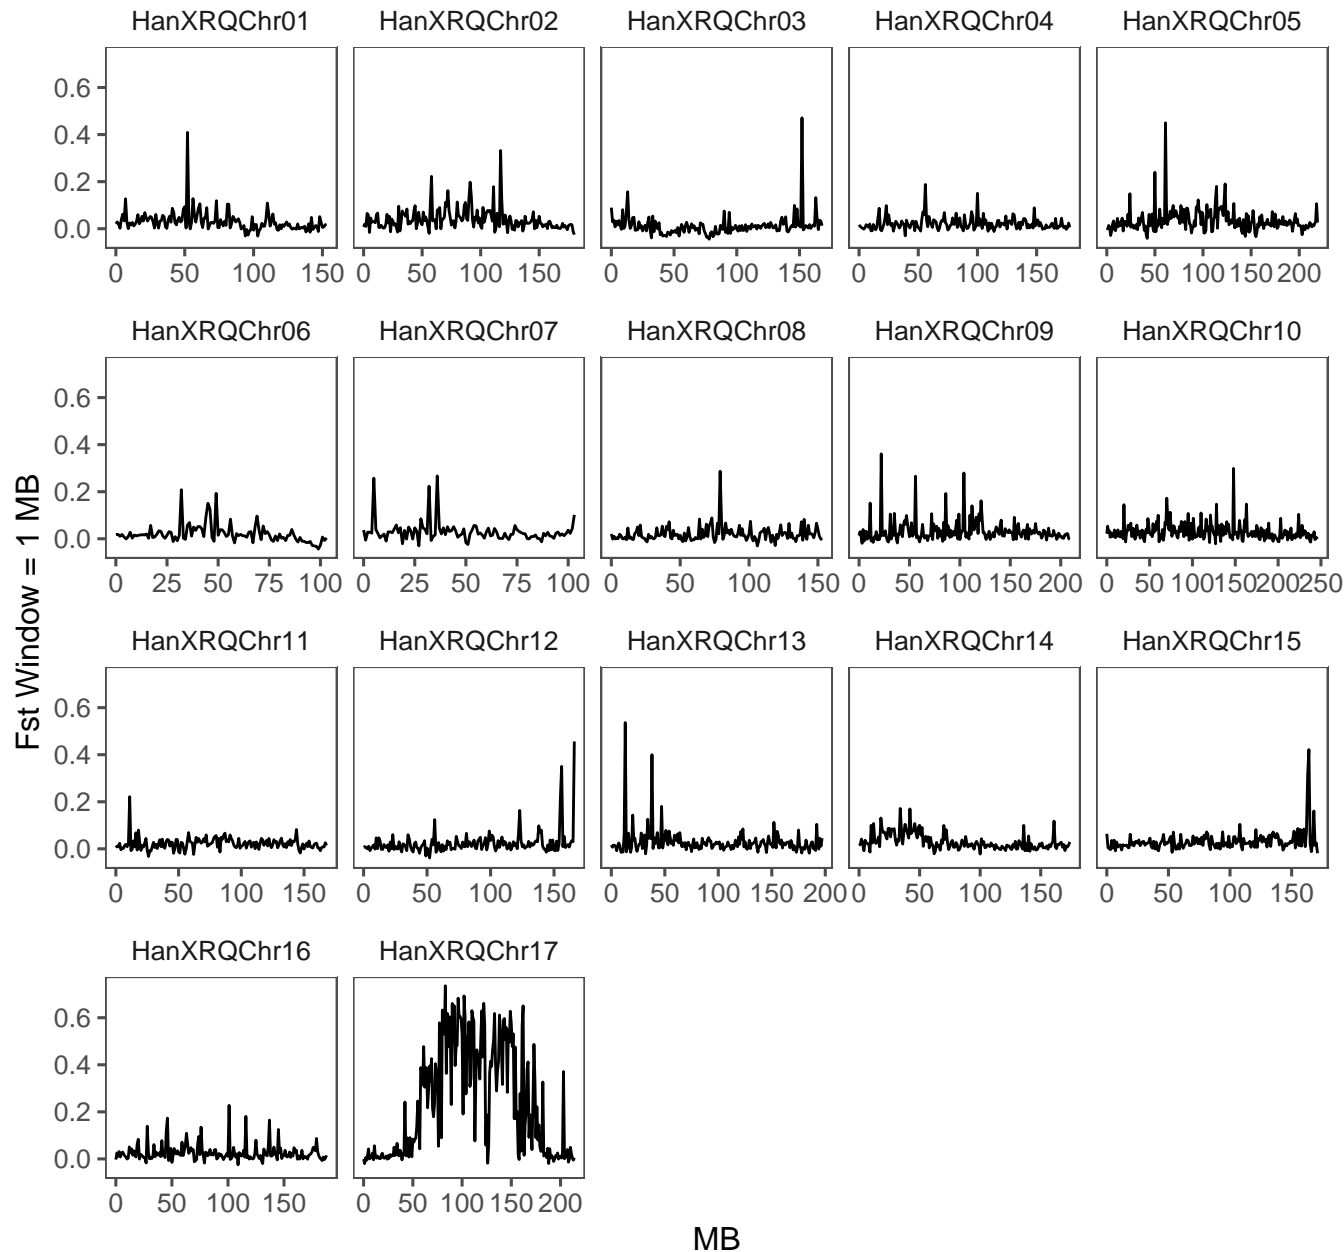 HanXRQChr01 HanXRQChr02 HanXRQChr03 HanXRQChr04 HanXRQChr05
0.6
0.4
0.2
0.0
0 50 100 150 0 50 100 150 0 50 100 150 0 50 100 150 0 50 100 150 200
HanXRQChr06 HanXRQChr07 HanXRQChr08 HanXRQChr09 HanXRQChr10
0.6
0.4
0.2
0.0
0 25 50 75 100 0 25 50 75 100 0 50 100 150 0 50 100 150 200 0 50 100 150 200 250
Fst Window = 1 MB
HanXRQChr11 HanXRQChr12 HanXRQChr13 HanXRQChr14 HanXRQChr15
0.6
0.4
0.2
0.0
0 50 100 150 0 50 100 150 0 50 100 150 200 0 50 100 150 0 50 100 150
HanXRQChr16 HanXRQChr17
0.6
0.4
0.2
0.0
0 50 100 150 0 50 100 150 200
MB